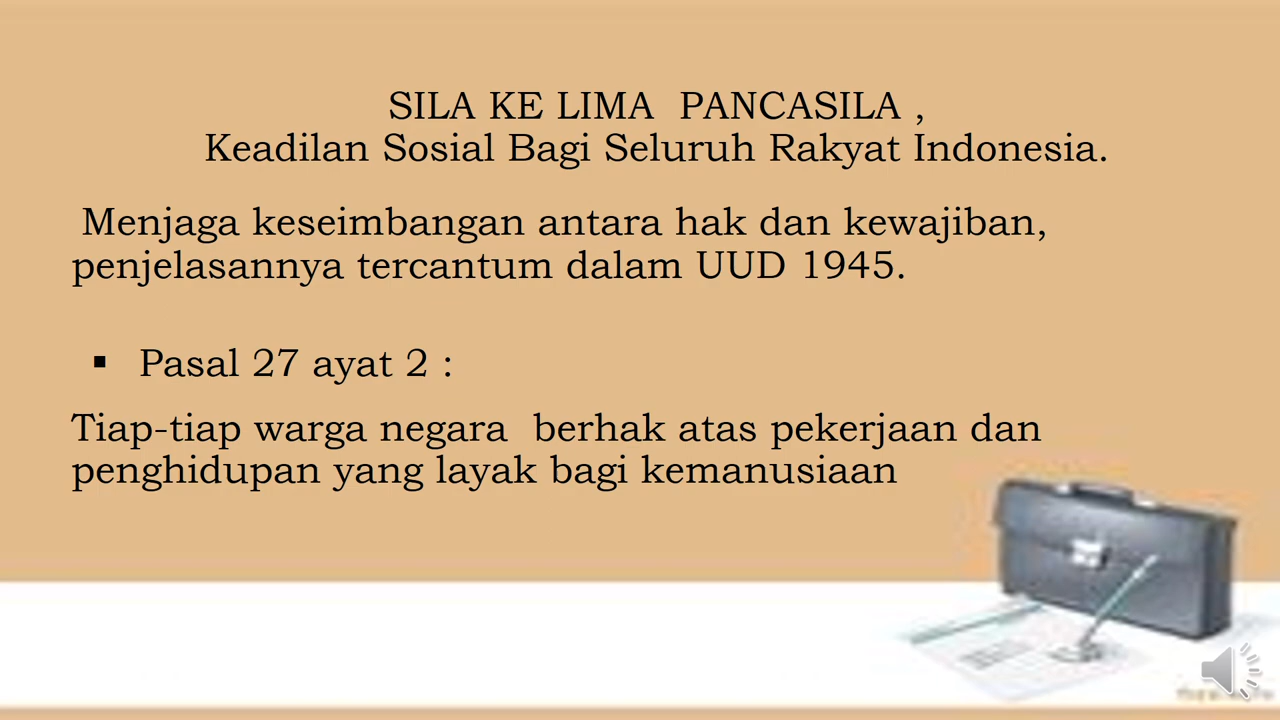 SILA KE LIMA  PANCASILA ,
Keadilan Sosial Bagi Seluruh Rakyat Indonesia.
Menjaga keseimbangan antara hak dan kewajiban,
penjelasannya tercantum dalam UUD 1945.
▪ Pasal 27 ayat 2 :
Tiap-tiap warga negara  berhak atas pekerjaan dan
penghidupan yang layak bagi kemanusiaan